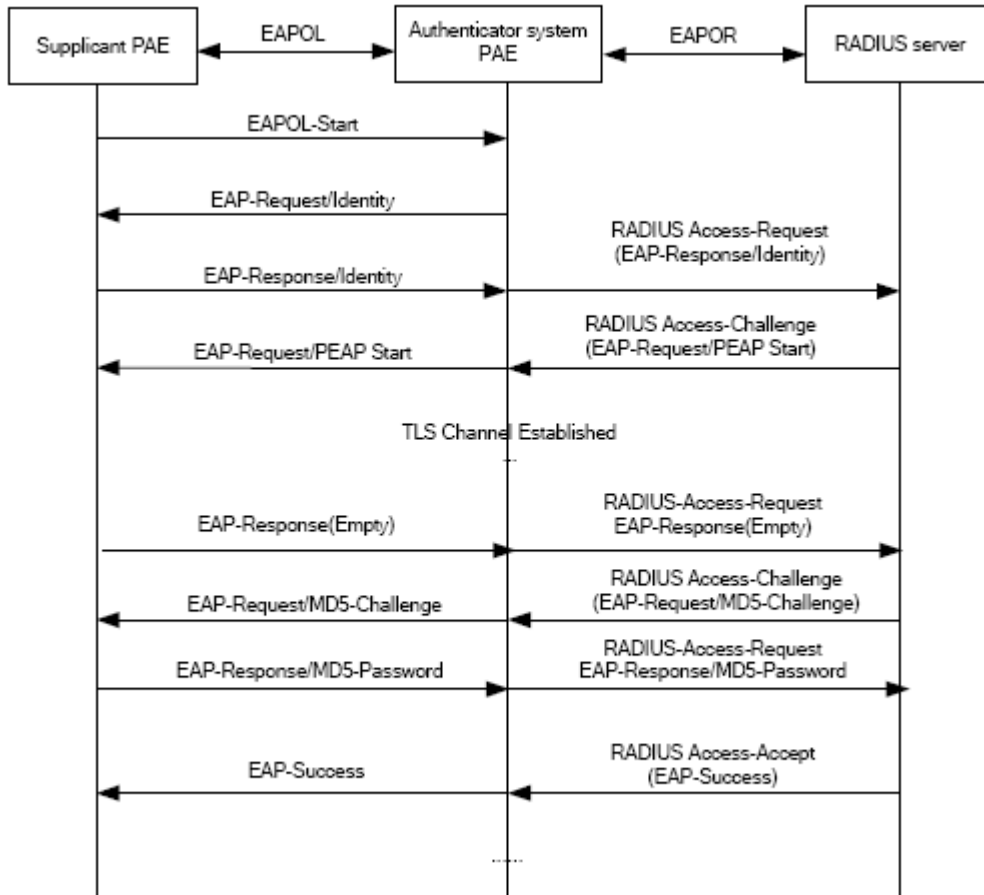 Supplicant PAE
EAPOL
Authenticator system
PAE
EAPOR
RADIUS server
EAPOL-Start
EAP-Request/Identity
RADIUS Access-Request
(EAP-Response/Identity)
EAP-Response/Identity
RADIUS Access-Challenge
(EAP-Request/PEAP Start)
EAP-Request/PEAP Start
TLS Channel Established
RADIUS-Access-Request
EAP-Response(Empty)
EAP-Response(Empty)
RADIUS Access-Challenge
(EAP-Request/MD5-Challenge)
EAP-Request/MD5-Challenge
RADIUS-Access-Request
EAP-Response/MD5-Password
EAP-Response/MD5-Password
RADIUS Access-Accept
(EAP-Success)
EAP-Success